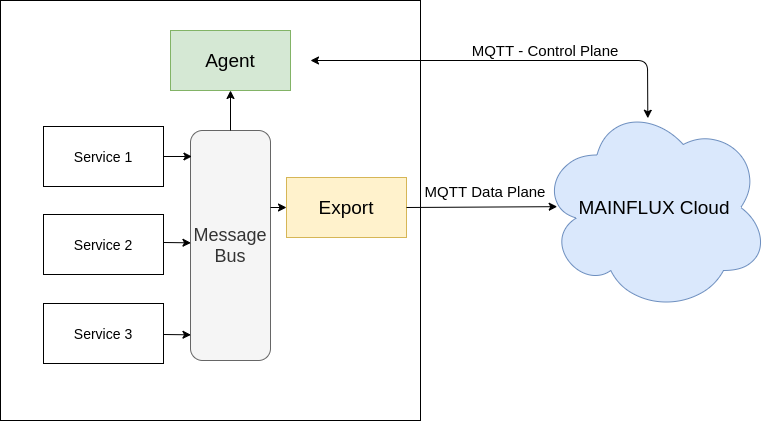 Agent
MQTT - Control Plane
Service 1
Service 2
Service 3
Message
Bus
Export
MQTT Data Plane
MAINFLUX Cloud